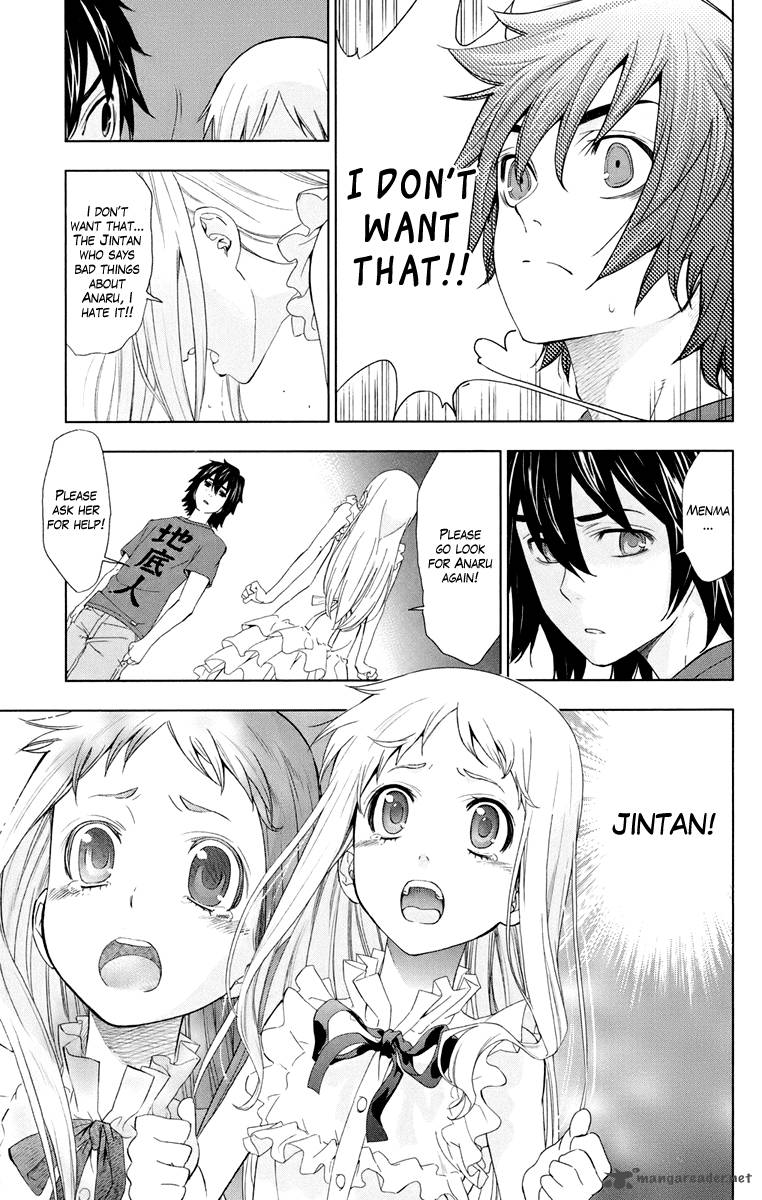 I DON'T
WANT
THAT!!
I DON'T
WANT THAT...
THE JINTAN
WHO SAYS
BAD THINGS
ABOUT
ANARU, I
HATE IT!!
MENMA
...
PLEASE
GO LOOK
FOR ANARU
AGAIN!
PLEASE
ASK HER
FOR HELP!
地底人
JINTAN!
mangareader.net